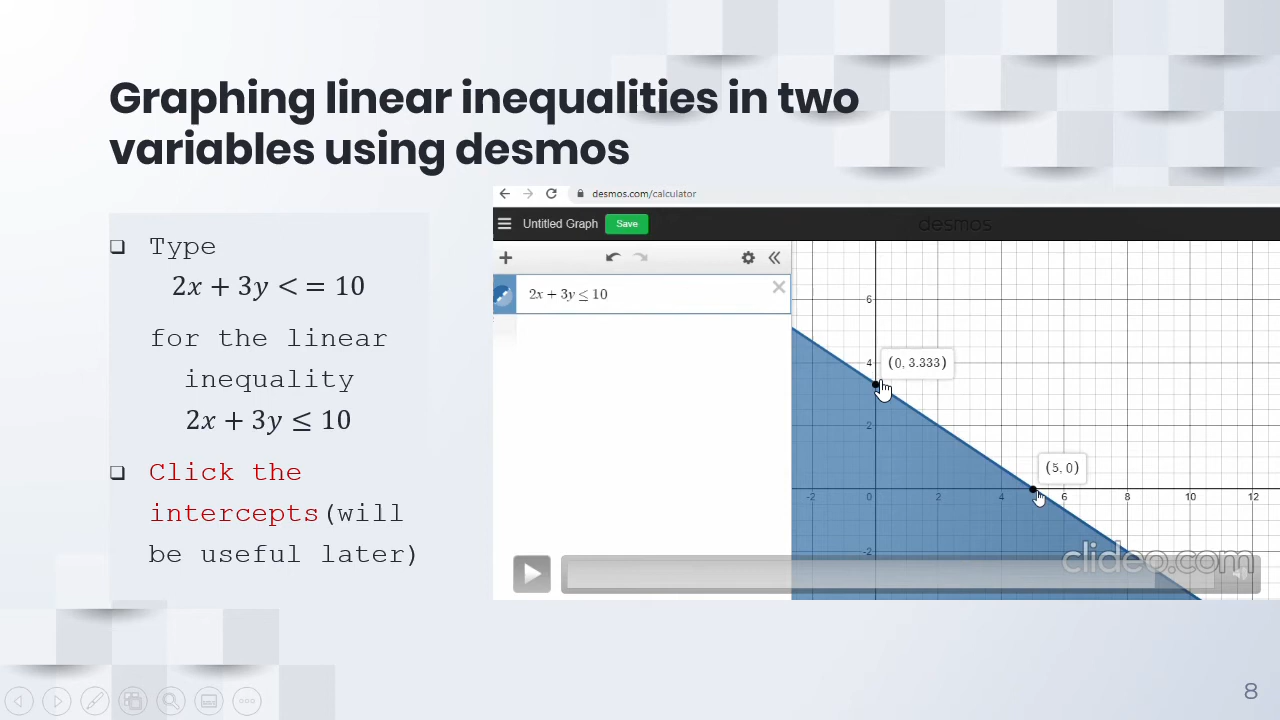 Graphing linear inequalities in two
variables using desmos
❑ Type
2x + 3y < = 10
for the linear
inequality
2x + 3y ≤ 10
❑ Click the
intercepts(will
be useful later)
desmos.com/calculator
Untitled Graph Save desmos
2x + 3y ≤ 10
6
4
(0, 3.333)
2
(5, 0)
-2 0 2 4 6 8 10 12
-2
clideo.com
8